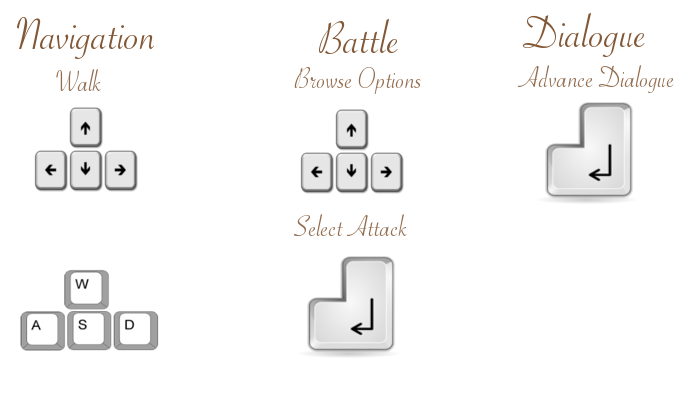 Navigation
Walk
W
A S D
Battle
Browse Options
Select Attack
Dialogue
Advance Dialogue